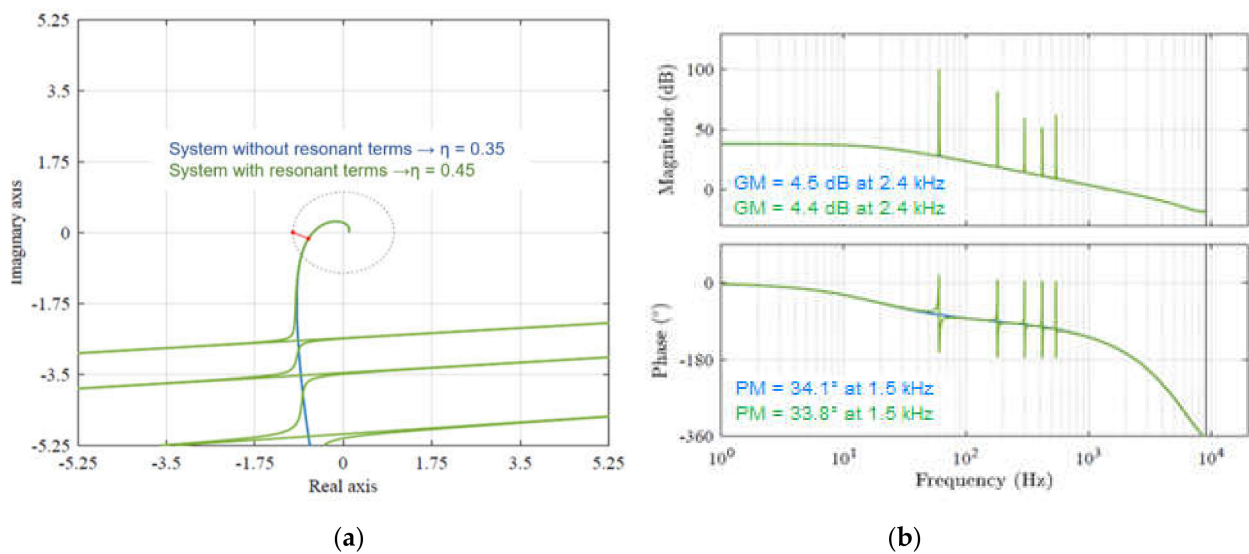 5.25
3.5
1.75
0
-1.75
-3.5
-5.25
Imaginary axis
System without resonant terms → η = 0.35
System with resonant terms →η = 0.45
-5.25 -3.5 -1.75 0 1.75 3.5 5.25
Real axis
(a)
Magnitude (dB)
100
50
0
GM = 4.5 dB at 2.4 kHz
GM = 4.4 dB at 2.4 kHz
Phase (°)
0
-180
-360
PM = 34.1° at 1.5 kHz
PM = 33.8° at 1.5 kHz
10⁰ 10¹ 10² 10³ 10⁴
Frequency (Hz)
(b)